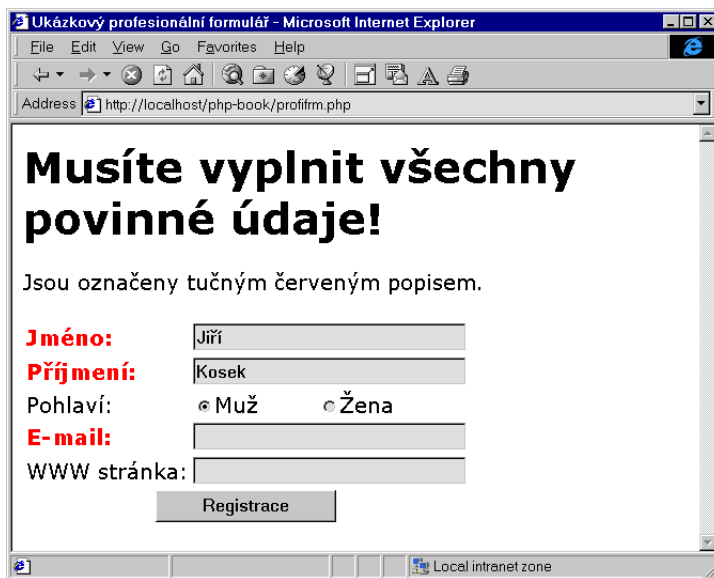 Ukázkový profesionální formulář - Microsoft Internet Explorer
File Edit View Go Favorites Help
Address http://localhost/php-book/profifrm.php
Musíte vyplnit všechny
povinné údaje!
Jsou označeny tučným červeným popisem.
Jméno: Jiří
Příjmení: Kosek
Pohlaví: Muž Žena
E-mail:
WWW stránka:
Registrace
Local intranet zone